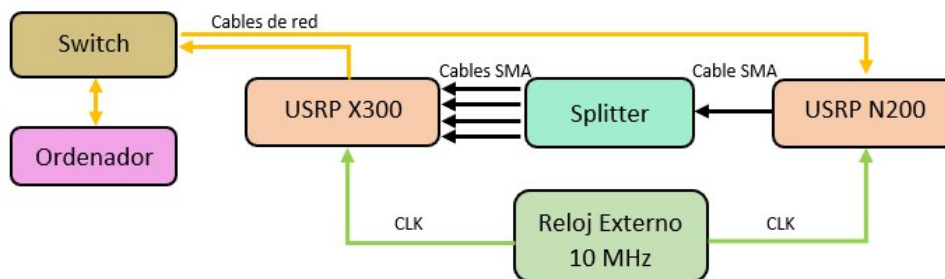 Cables de red
Switch
Cables SMA
Cable SMA
USRP X300
Splitter
USRP N200
Ordenador
CLK
Reloj Externo
10 MHz
CLK